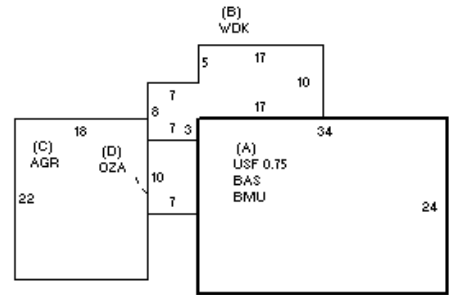 (B)
WDK
5
17
10
7
8
17
7
3
18
34
(C)
AGR
(D)
OZA
(A)
USF 0.75
BAS
BMU
22
10
7
24